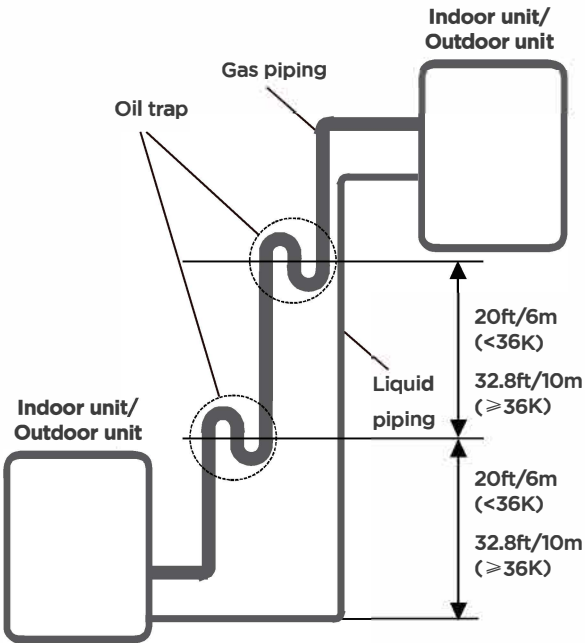 Indoor unit/
Outdoor unit
Gas piping
Oil trap
20ft/6m
(<36K)
32.8ft/10m
(⩾36K)
Liquid
piping
Indoor unit/
Outdoor unit
20ft/6m
(<36K)
32.8ft/10m
(⩾36K)